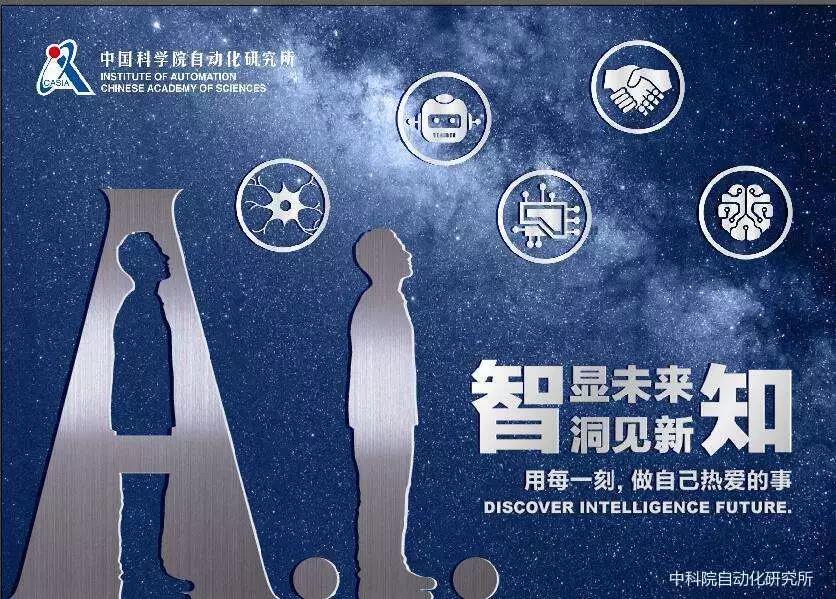 中国科学院自动化研究所
INSTITUTE OF AUTOMATION
CHINESE ACADEMY OF SCIENCES
CASIA
A.I.
智显未来
洞见新知
用每一刻，做自己热爱的事
DISCOVER INTELLIGENCE FUTURE.
中科院自动化研究所